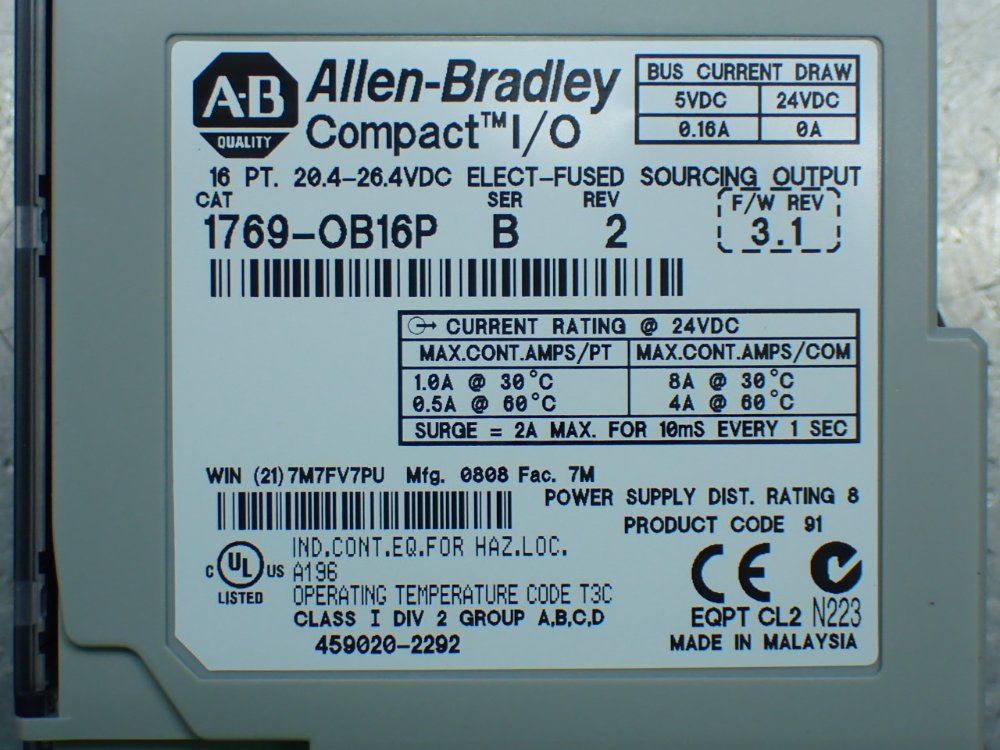 A-B
QUALITY
Allen-Bradley
Compact™ I/O
BUS CURRENT DRAW
5VDC 24VDC
0.16A 0A
16 PT. 20.4-26.4VDC ELECT-FUSED SOURCING OUTPUT
CAT SER REV F/W REV
1769-OB16P B 2 3.1
CURRENT RATING @ 24VDC
MAX.CONT.AMPS/PT MAX.CONT.AMPS/COM
1.0A @ 30°C 8A @ 30°C
0.5A @ 60°C 4A @ 60°C
SURGE = 2A MAX. FOR 10mS EVERY 1 SEC
WIN (21) 7M7FV7PU Mfg. 0808 Fac. 7M
POWER SUPPLY DIST. RATING 8
PRODUCT CODE 91
C UL US
LISTED
IND.CONT.EQ.FOR HAZ.LOC.
A196
OPERATING TEMPERATURE CODE T3C
CLASS I DIV 2 GROUP A,B,C,D
459020-2292
CE
EQPT CL2 N223
MADE IN MALAYSIA